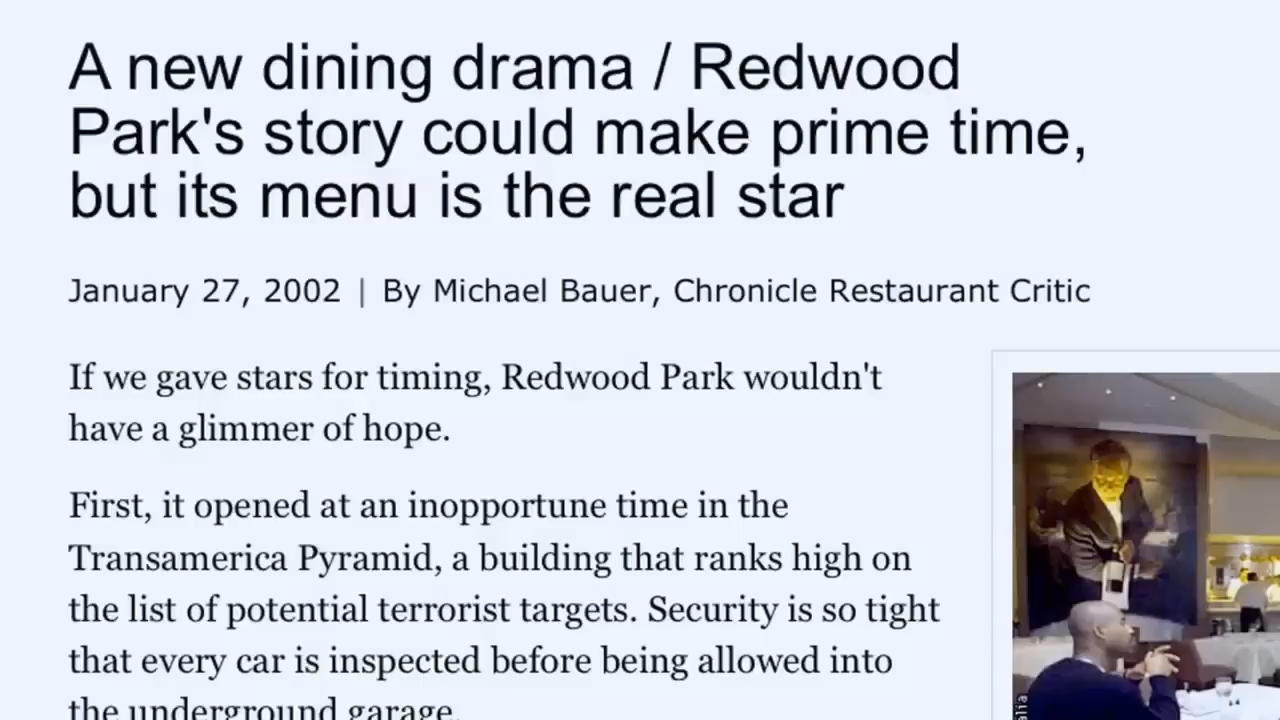 A new dining drama / Redwood
Park's story could make prime time,
but its menu is the real star
January 27, 2002 | By Michael Bauer, Chronicle Restaurant Critic
If we gave stars for timing, Redwood Park wouldn't
have a glimmer of hope.
First, it opened at an inopportune time in the
Transamerica Pyramid, a building that ranks high on
the list of potential terrorist targets. Security is so tight
that every car is inspected before being allowed into
the underground garage.